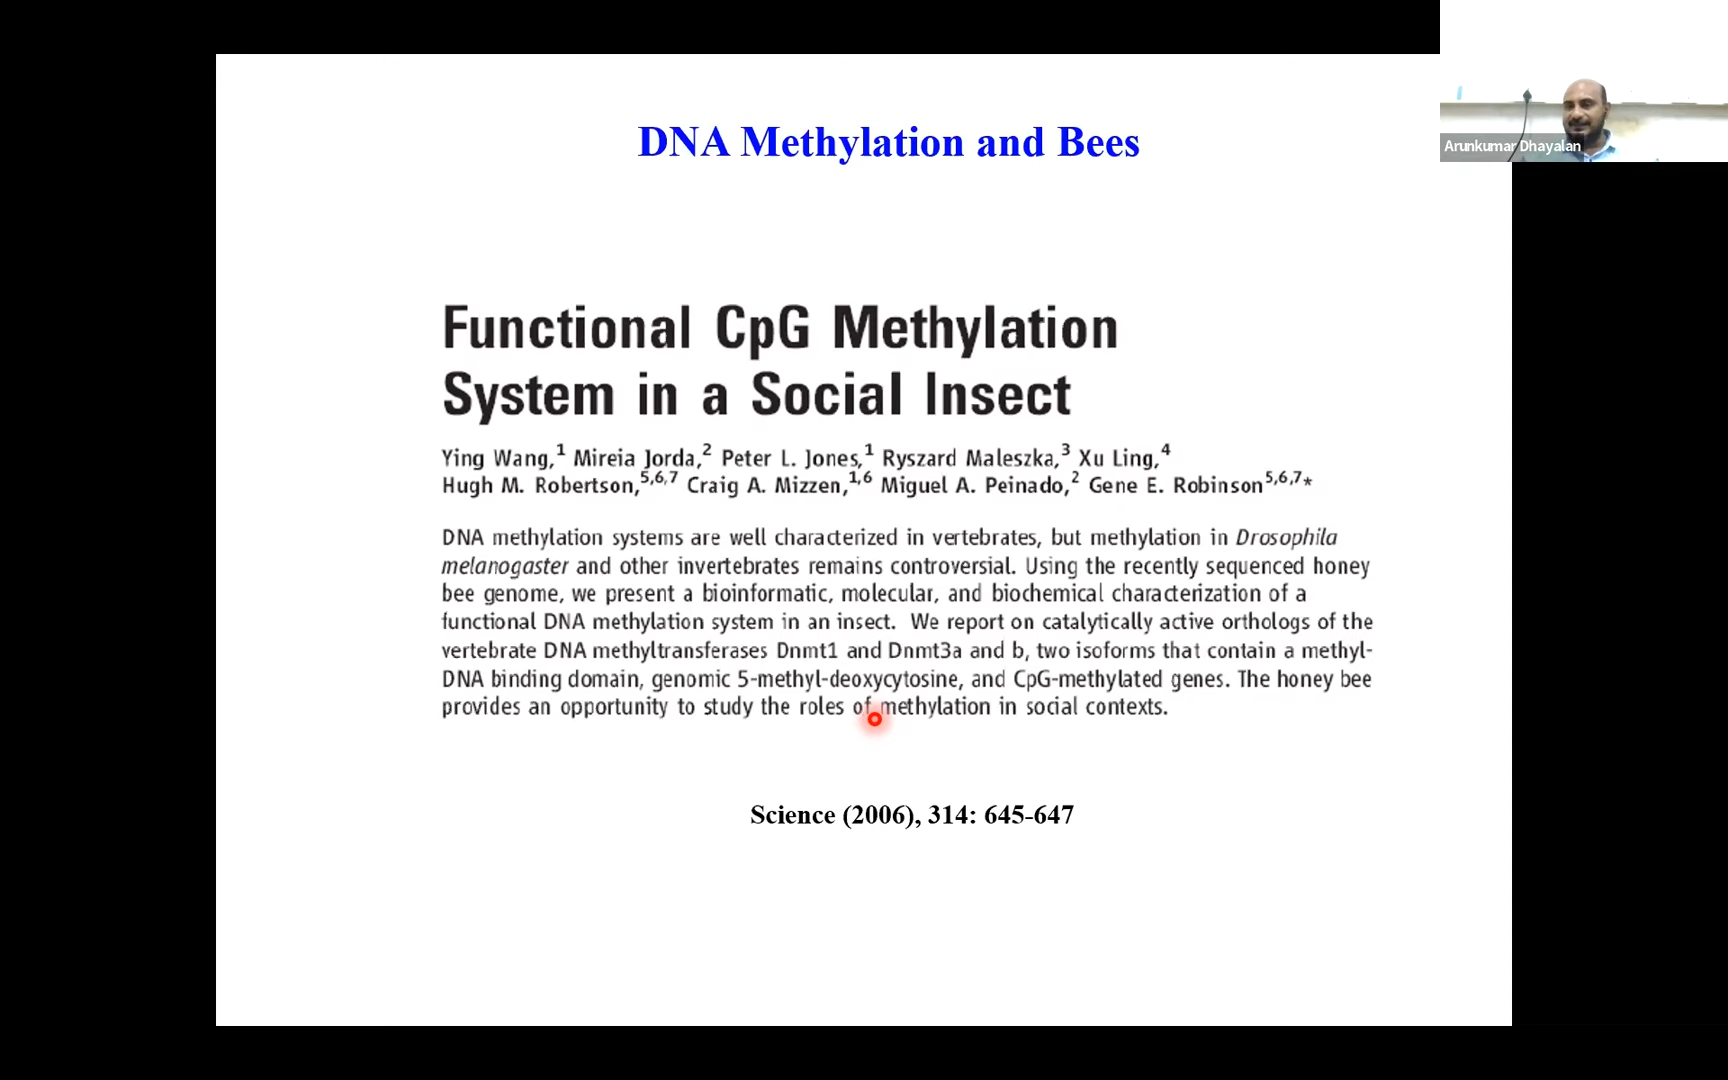 DNA Methylation and Bees
Arunkumar Dhayalan
Functional CpG Methylation
System in a Social Insect
Ying Wang,1 Mireia Jorda,2 Peter L. Jones,1 Ryszard Maleszka,3 Xu Ling,4
Hugh M. Robertson,5,6,7 Craig A. Mizzen,1,6 Miguel A. Peinado,2 Gene E. Robinson5,6,7*
DNA methylation systems are well characterized in vertebrates, but methylation in Drosophila
melanogaster and other invertebrates remains controversial. Using the recently sequenced honey
bee genome, we present a bioinformatic, molecular, and biochemical characterization of a
functional DNA methylation system in an insect. We report on catalytically active orthologs of the
vertebrate DNA methyltransferases Dnmt1 and Dnmt3a and b, two isoforms that contain a methyl-
DNA binding domain, genomic 5-methyl-deoxycytosine, and CpG-methylated genes. The honey bee
provides an opportunity to study the roles of methylation in social contexts.
Science (2006), 314: 645-647